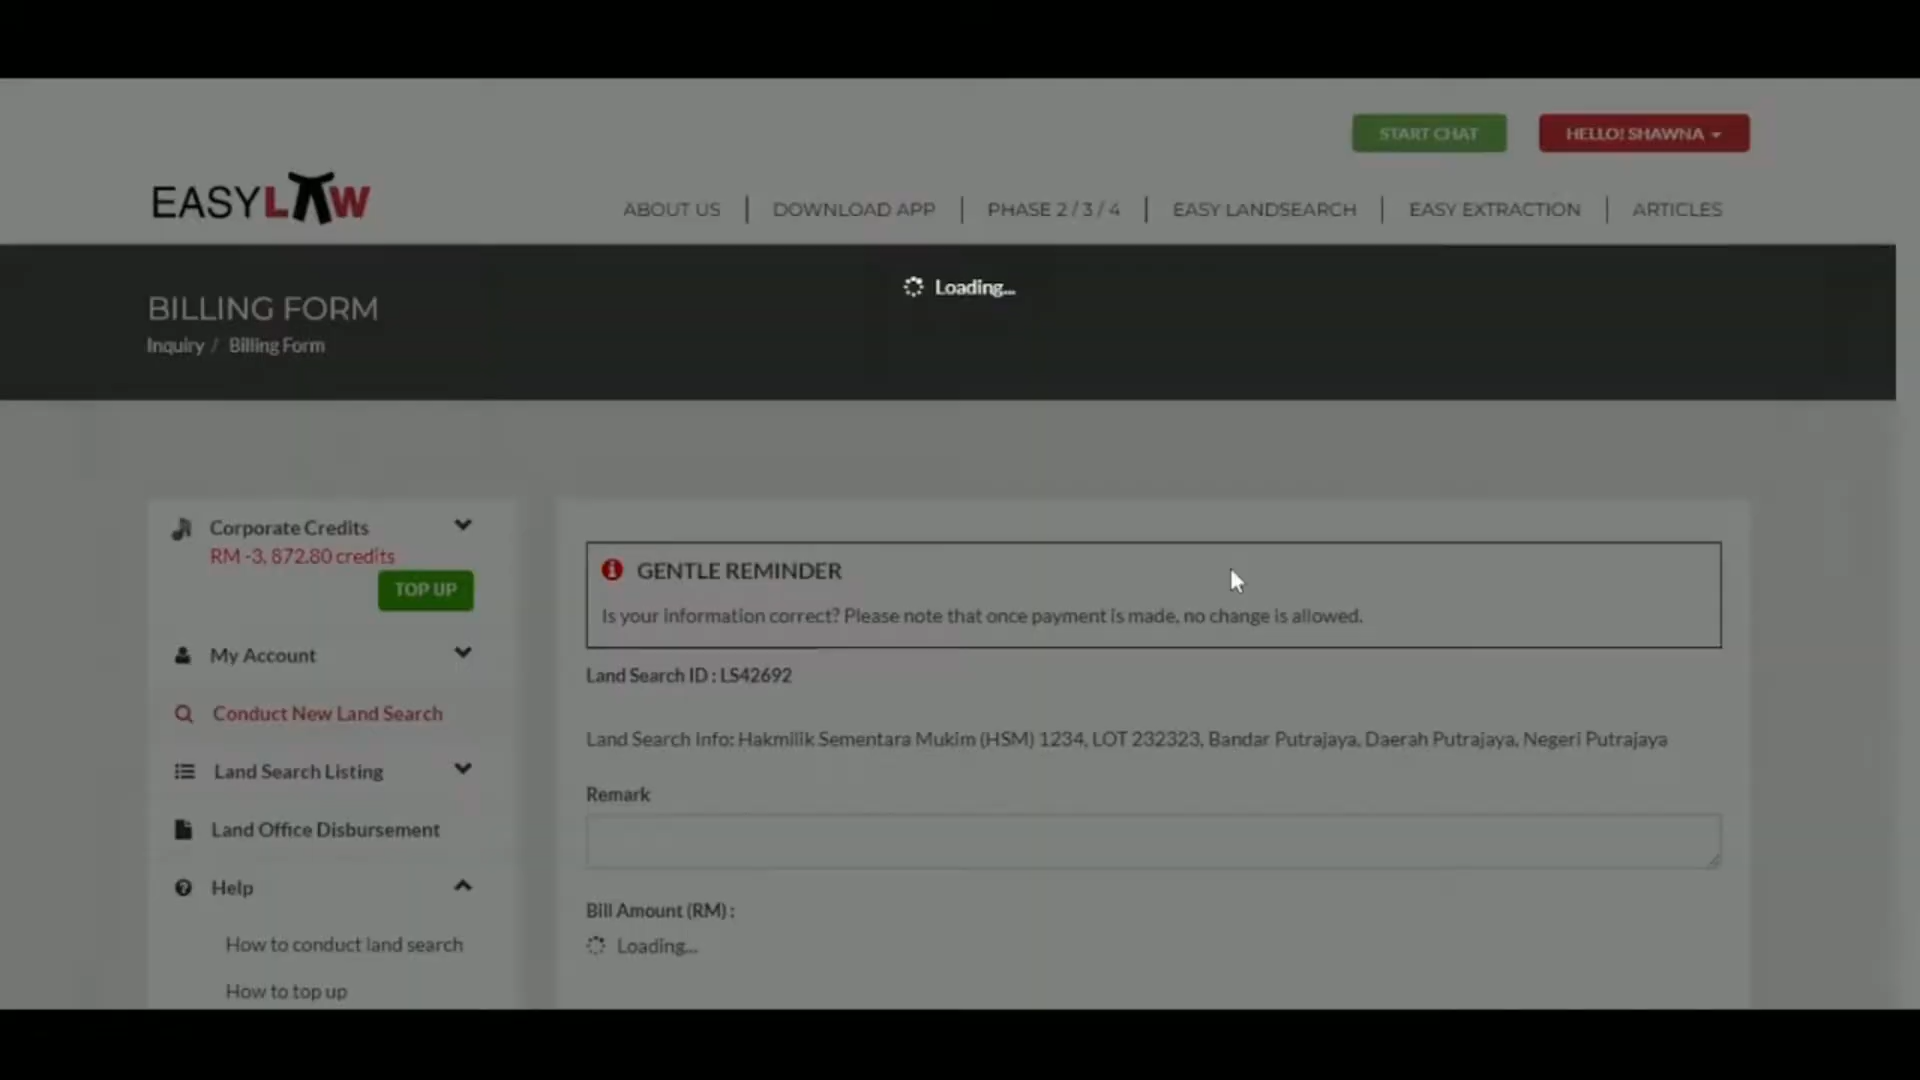 START CHAT
HELLO! SHAWNA
EASYLAW
ABOUT US
DOWNLOAD APP
PHASE 2 / 3 / 4
EASY LANDSEARCH
EASY EXTRACTION
ARTICLES
Loading...
BILLING FORM
Inquiry / Billing Form
Corporate Credits
RM -3, 872.80 credits
TOP UP
My Account
Conduct New Land Search
Land Search Listing
Land Office Disbursement
Help
How to conduct land search
How to top up
GENTLE REMINDER
Is your information correct? Please note that once payment is made, no change is allowed.
Land Search ID : LS42692
Land Search Info: Hakmilik Sementara Mukim (HSM) 1234, LOT 232323, Bandar Putrajaya, Daerah Putrajaya, Negeri Putrajaya
Remark
Bill Amount (RM) :
Loading...